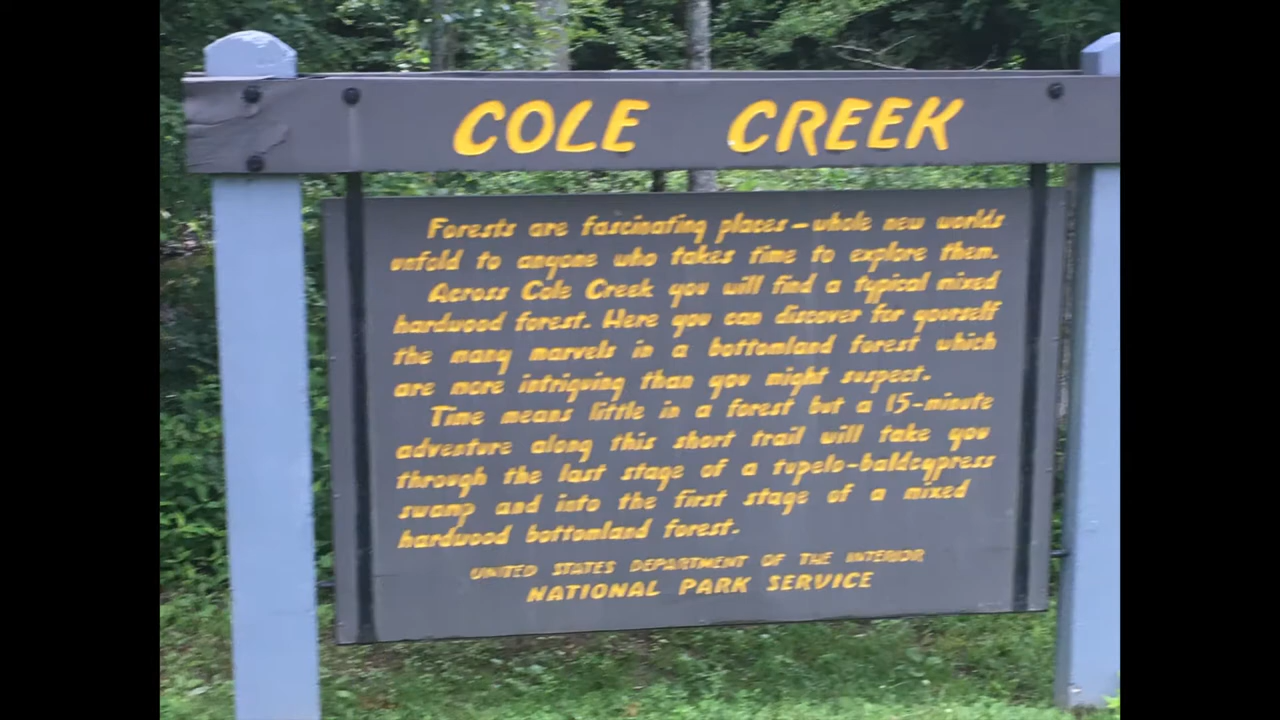 COLE CREEK
Forests are fascinating places – whole new worlds
unfold to anyone who takes time to explore them.
Across Cole Creek you will find a typical mixed
hardwood forest. Here you can discover for yourself
the many marvels in a bottomland forest which
are more intriguing than you might suspect.
Time means little in a forest but a 15-minute
adventure along this short trail will take you
through the last stage of a tupelo-baldcypress
swamp and into the first stage of a mixed
hardwood bottomland forest.
UNITED STATES DEPARTMENT OF THE INTERIOR
NATIONAL PARK SERVICE